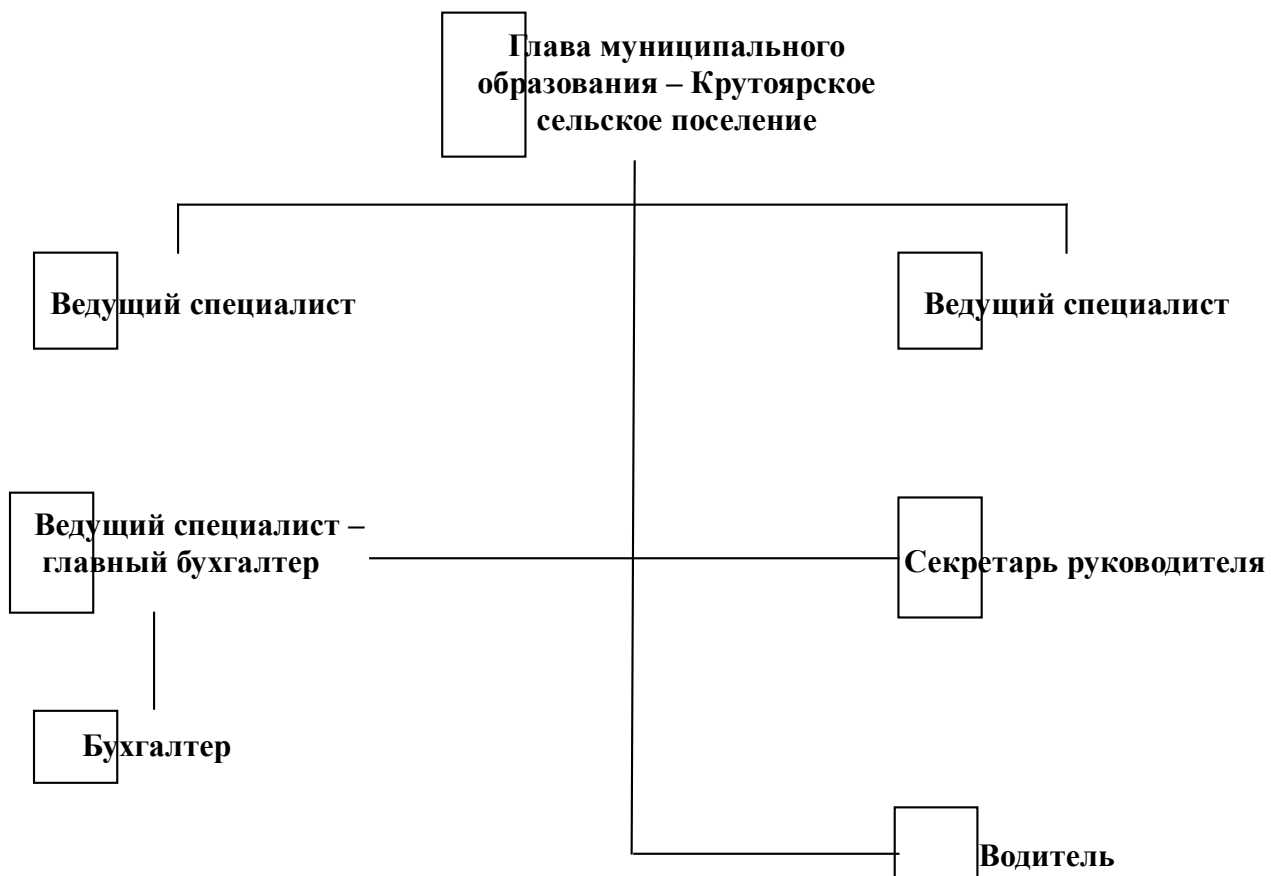 Глава муниципального
образования – Крутоярское
сельское поселение
Ведущий специалист
Ведущий специалист
Ведущий специалист –
главный бухгалтер
Секретарь руководителя
Бухгалтер
Водитель